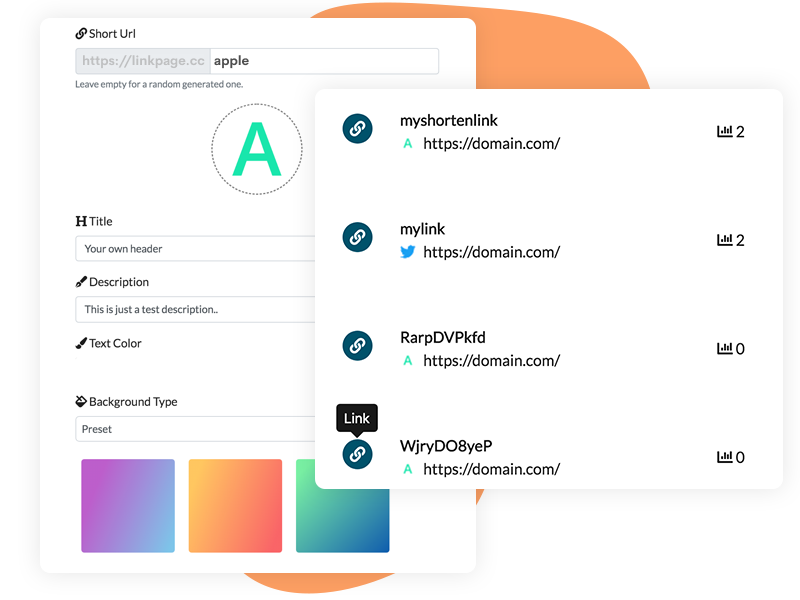 Short Url
https://linkpage.cc apple
Leave empty for a random generated one.
A
Title
Your own header
Description
This is just a test description..
Text Color
Background Type
Preset
myshortenlink
A https://domain.com/
2
mylink
https://domain.com/
2
RarpDVPkfd
A https://domain.com/
0
Link
WjryDO8yeP
A https://domain.com/
0